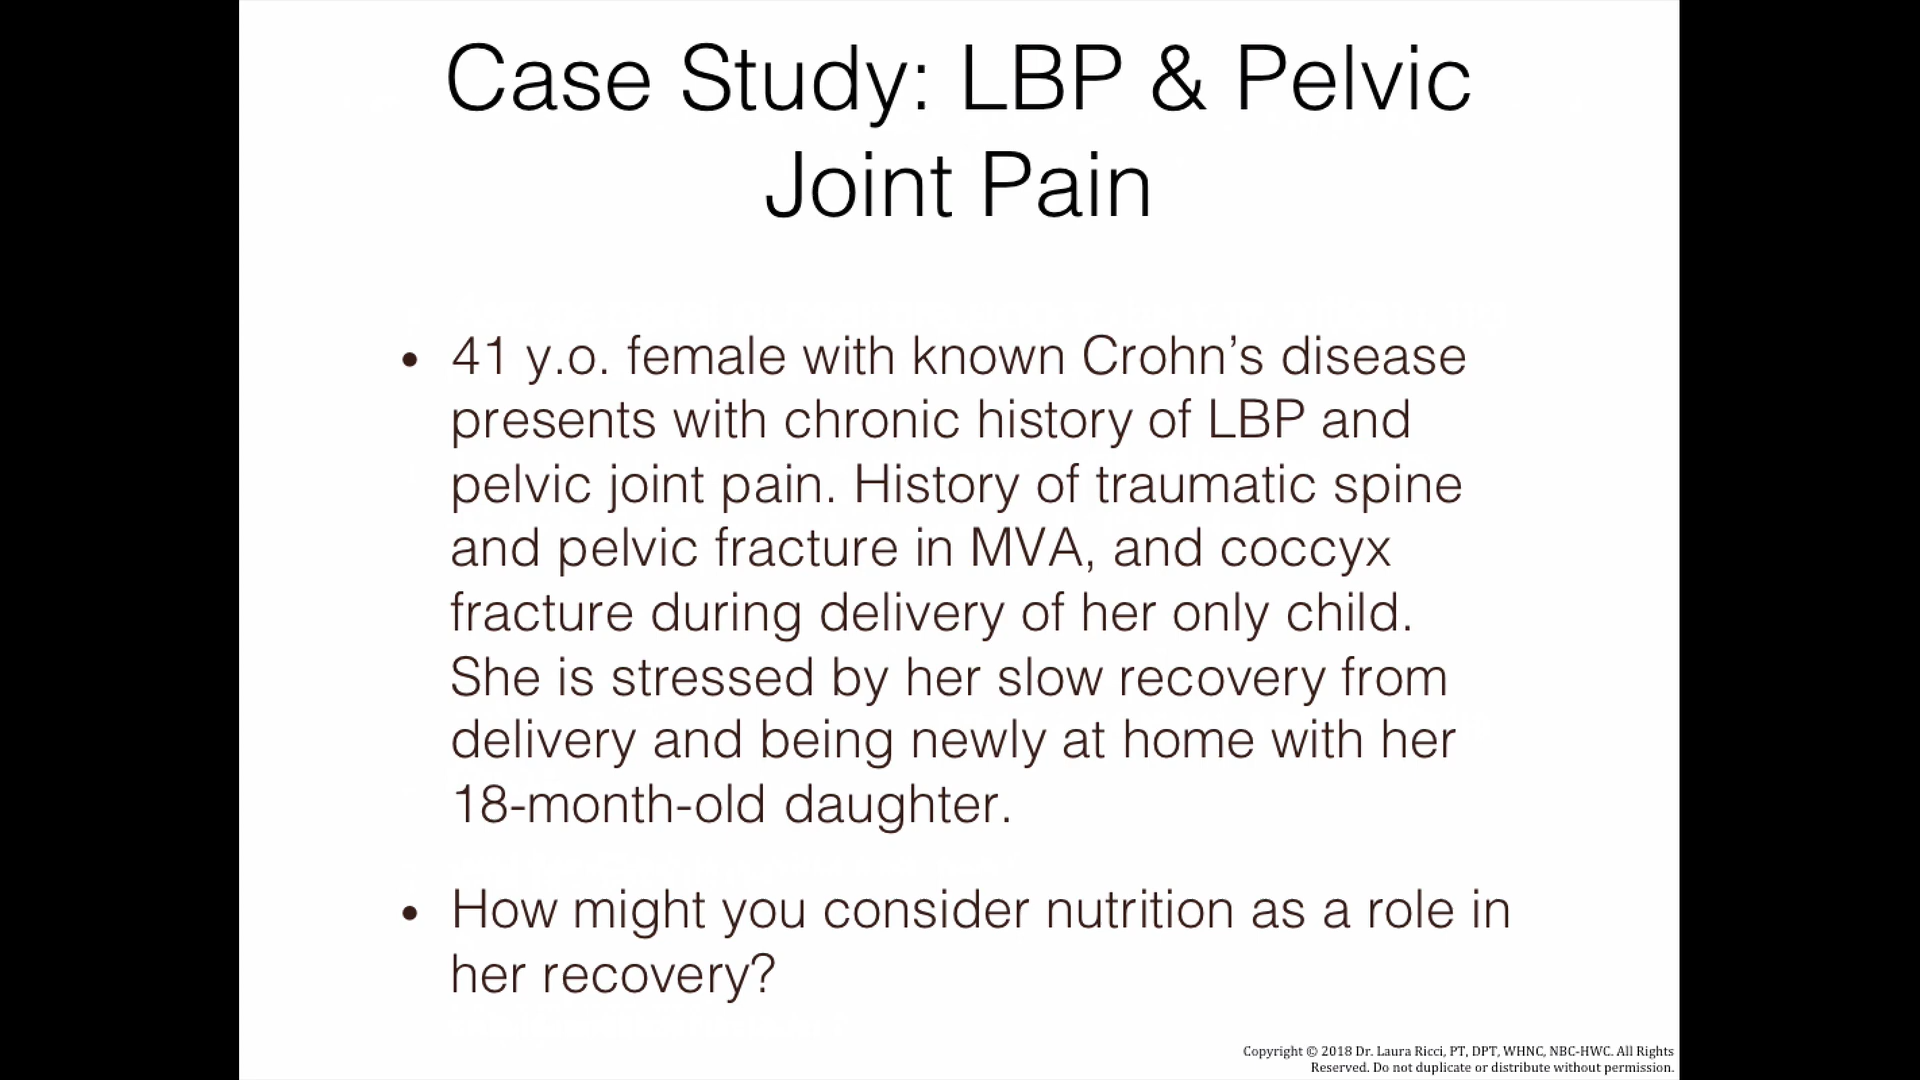 Case Study: LBP & Pelvic
Joint Pain
• 41 y.o. female with known Crohn’s disease
presents with chronic history of LBP and
pelvic joint pain. History of traumatic spine
and pelvic fracture in MVA, and coccyx
fracture during delivery of her only child.
She is stressed by her slow recovery from
delivery and being newly at home with her
18-month-old daughter.
• How might you consider nutrition as a role in
her recovery?
Copyright © 2018 Dr. Laura Ricci, PT, DPT, WHNC, NBC-HWC. All Rights
Reserved. Do not duplicate or distribute without permission.